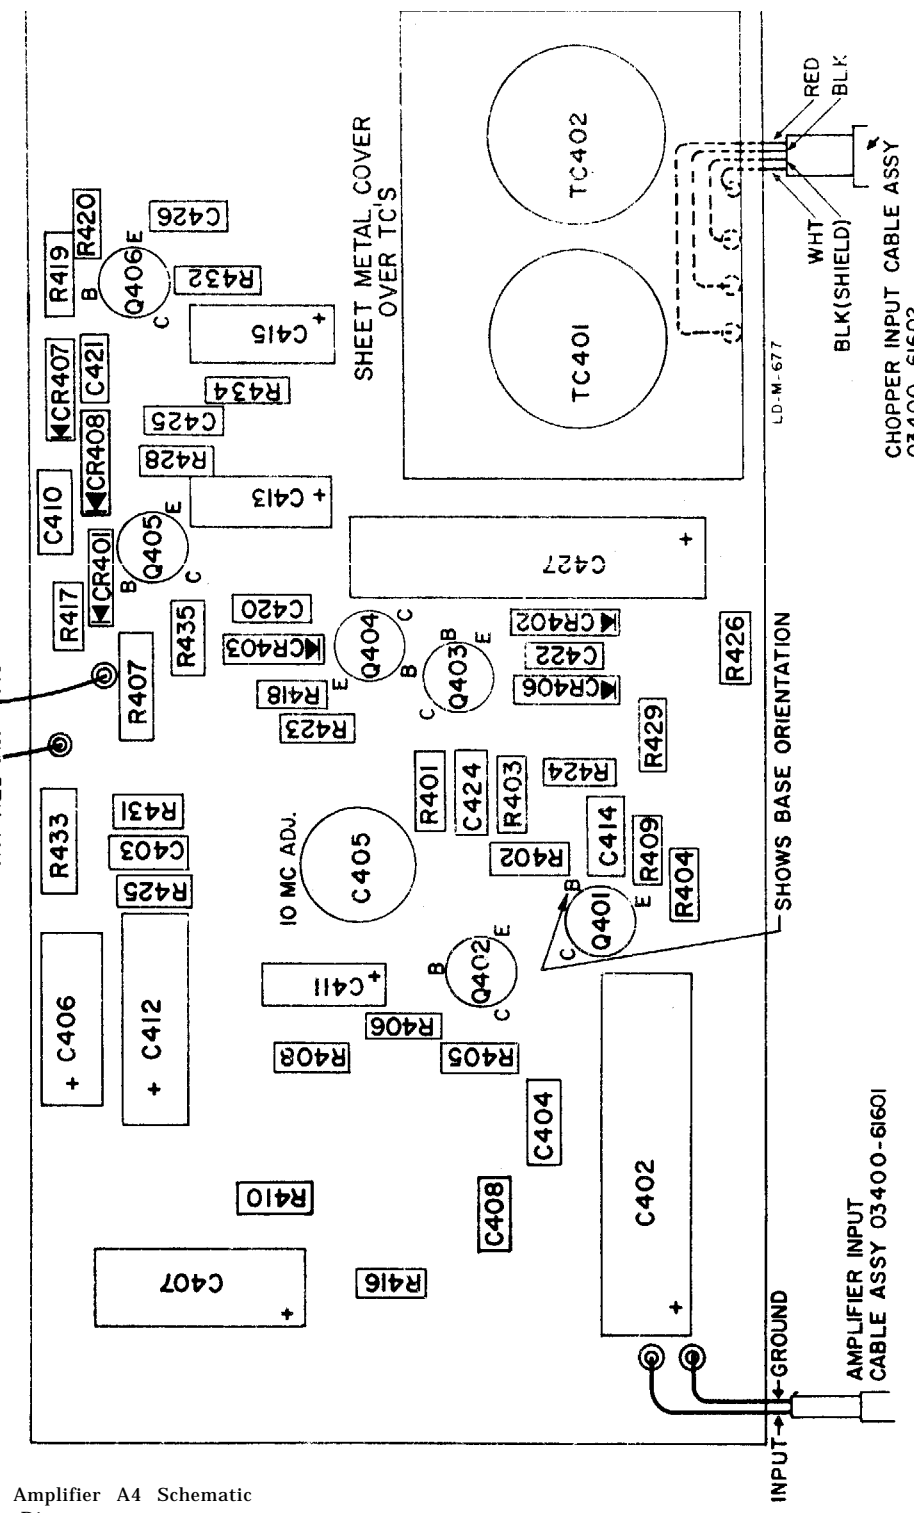 R420
R419
B
Q406
E
C
C426
R432
+
C415
CR407
C421
R434
CR408
C425
R428
C410
Q405
E
B
C
C413
+
CR401
R417
R435
C420
CR403
R407
Q404
C
E
B
R418
R423
Q403
B
E
C
CR402
C422
CR406
C427
+
R426
R429
SHEET METAL COVER
OVER TC'S
TC402
TC401
LD-M-677
RED
BLK
WHT
BLK(SHIELD)
CHOPPER INPUT CABLE ASSY
R433
R431
C403
R425
10 MC ADJ.
C405
R401
C424
R403
R424
R402
C414
R409
R404
B
Q401
E
C
SHOWS BASE ORIENTATION
C406
+
C412
+
C411
+
R406
R408
R405
B
Q402
E
C
C404
C402
+
R410
C408
C407
+
R416
INPUT
GROUND
AMPLIFIER INPUT
CABLE ASSY 03400-61601
Amplifier A4 Schematic